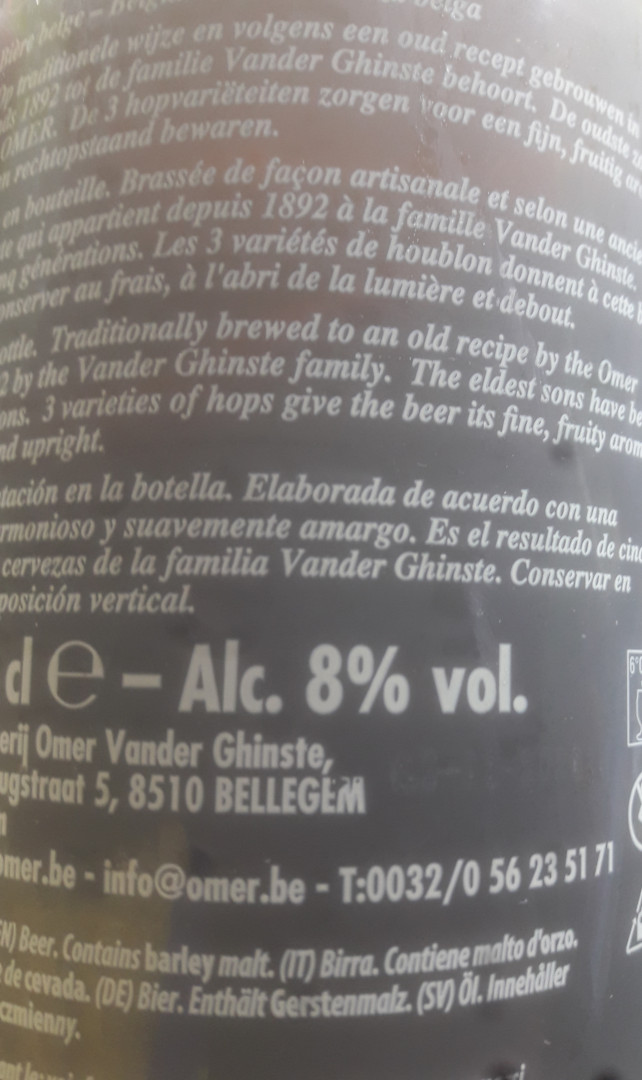 belge – belga
traditionele wijze en volgens een oud recept gebrouwen
1892 tot de familie Vander Ghinste behoort. De oudste
OMER. De 3 hopvariëteiten zorgen voor een fijn, fruitig
rechtopstaand bewaren.
en bouteille. Brassée de façon artisanale et selon une
qui appartient depuis 1892 à la famille Vander Ghinste.
générations. Les 3 variétés de houblon donnent à cette
au frais, à l'abri de la lumière et debout.
Traditionally brewed to an old recipe by the Omer
2 by the Vander Ghinste family. The eldest sons have
3 varieties of hops give the beer its fine, fruity
upright.
en la botella. Elaborada de acuerdo con una
y suavemente amargo. Es el resultado de
cervezas de la familia Vander Ghinste. Conservar en
posición vertical.
cl e – Alc. 8% vol.
erij Omer Vander Ghinste,
ugstraat 5, 8510 BELLEGEM
omer.be - info@omer.be - T:0032/0 56 23 51 71
Beer. Contains barley malt. (IT) Birra. Contiene malto d'orzo.
de cevada. (DE) Bier. Enthält Gerstenmalz. (SV) Öl. Innehåller